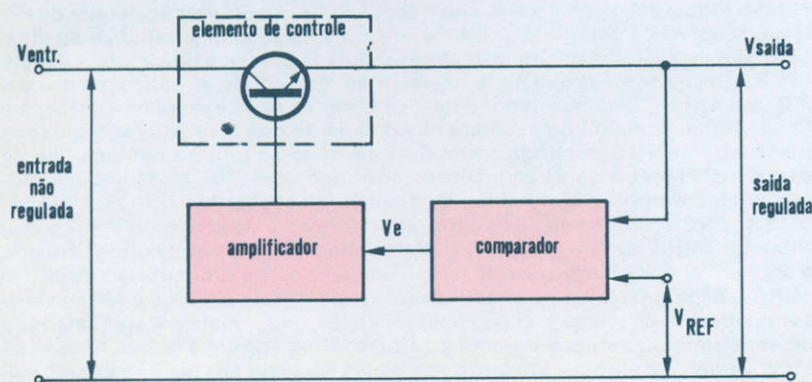 elemento de controle
Ventr.
Vsaida
entrada
não
regulada
amplificador
Ve
comparador
saida
regulada
VREF